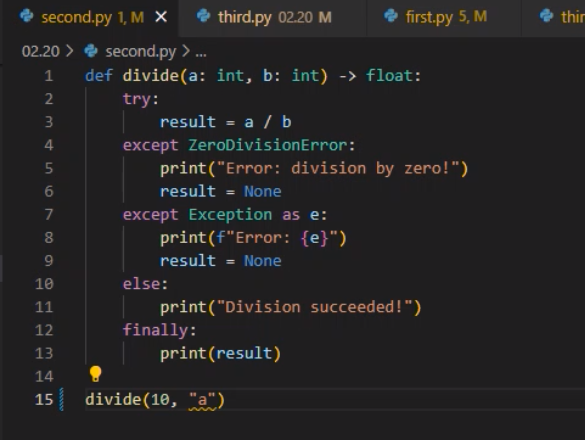 second.py 1, M × third.py 02.20 M first.py 5, M thir
02.20 > second.py > ...
1 def divide(a: int, b: int) -> float:
2     try:
3         result = a / b
4     except ZeroDivisionError:
5         print("Error: division by zero!")
6         result = None
7     except Exception as e:
8         print(f"Error: {e}")
9         result = None
10     else:
11         print("Division succeeded!")
12     finally:
13         print(result)
14
15 divide(10, "a")